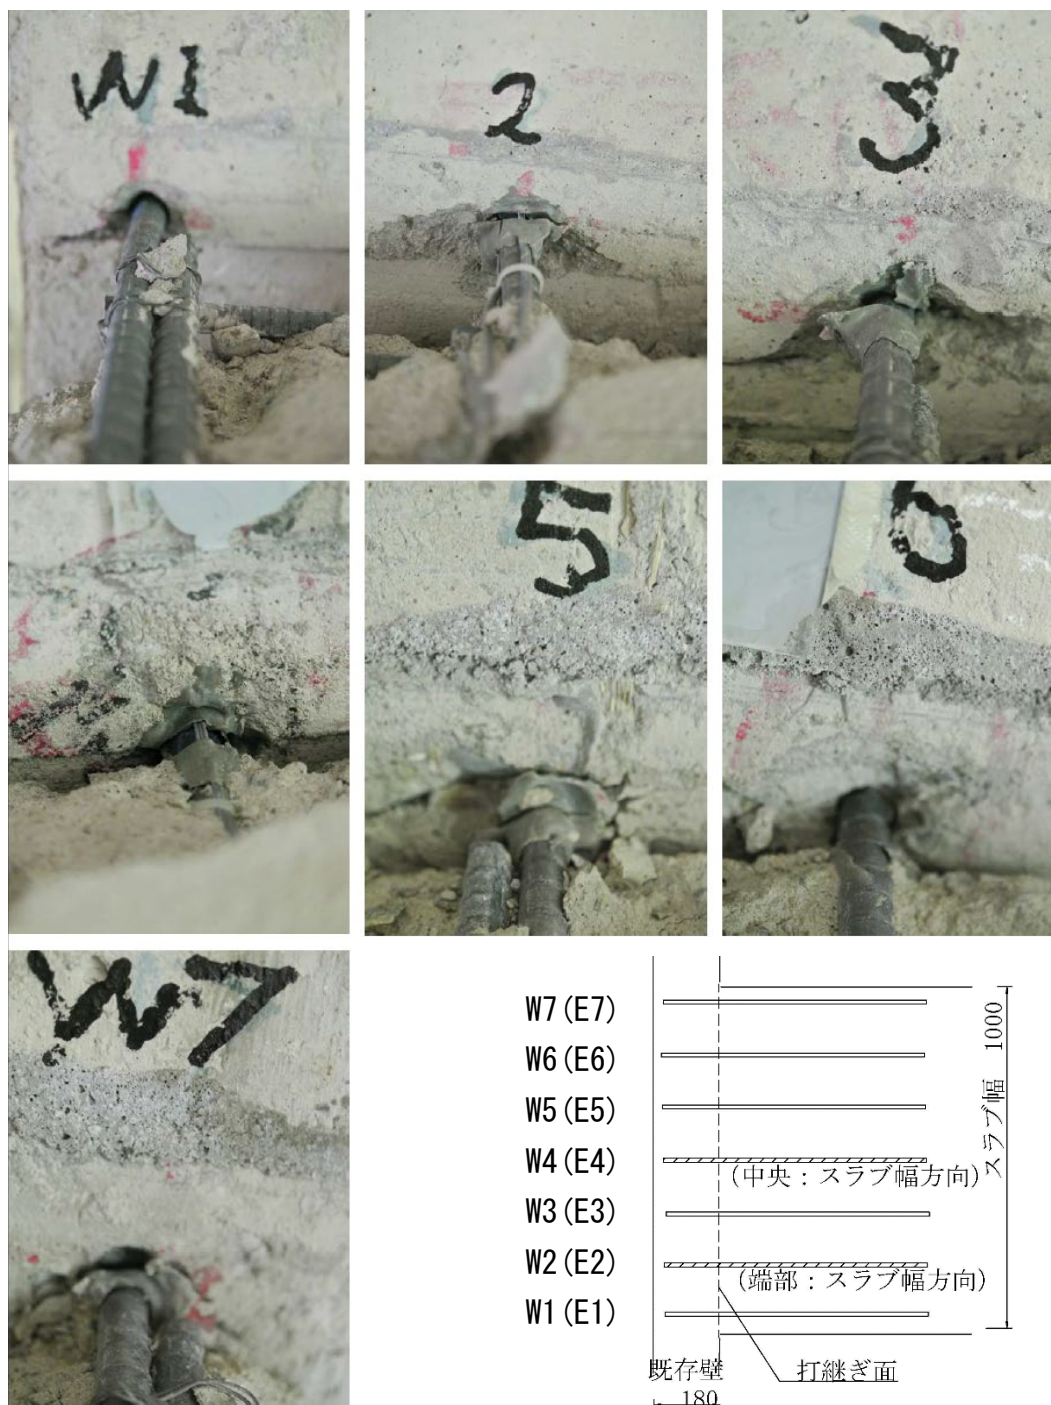 W1
2
3
5
6
W7
W7(E7)
W6(E6)
W5(E5)
W4(E4)
(中央：スラブ幅方向)
W3(E3)
W2(E2)
(端部：スラブ幅方向)
W1(E1)
スラブ幅 1000
既存壁
打継ぎ面
180